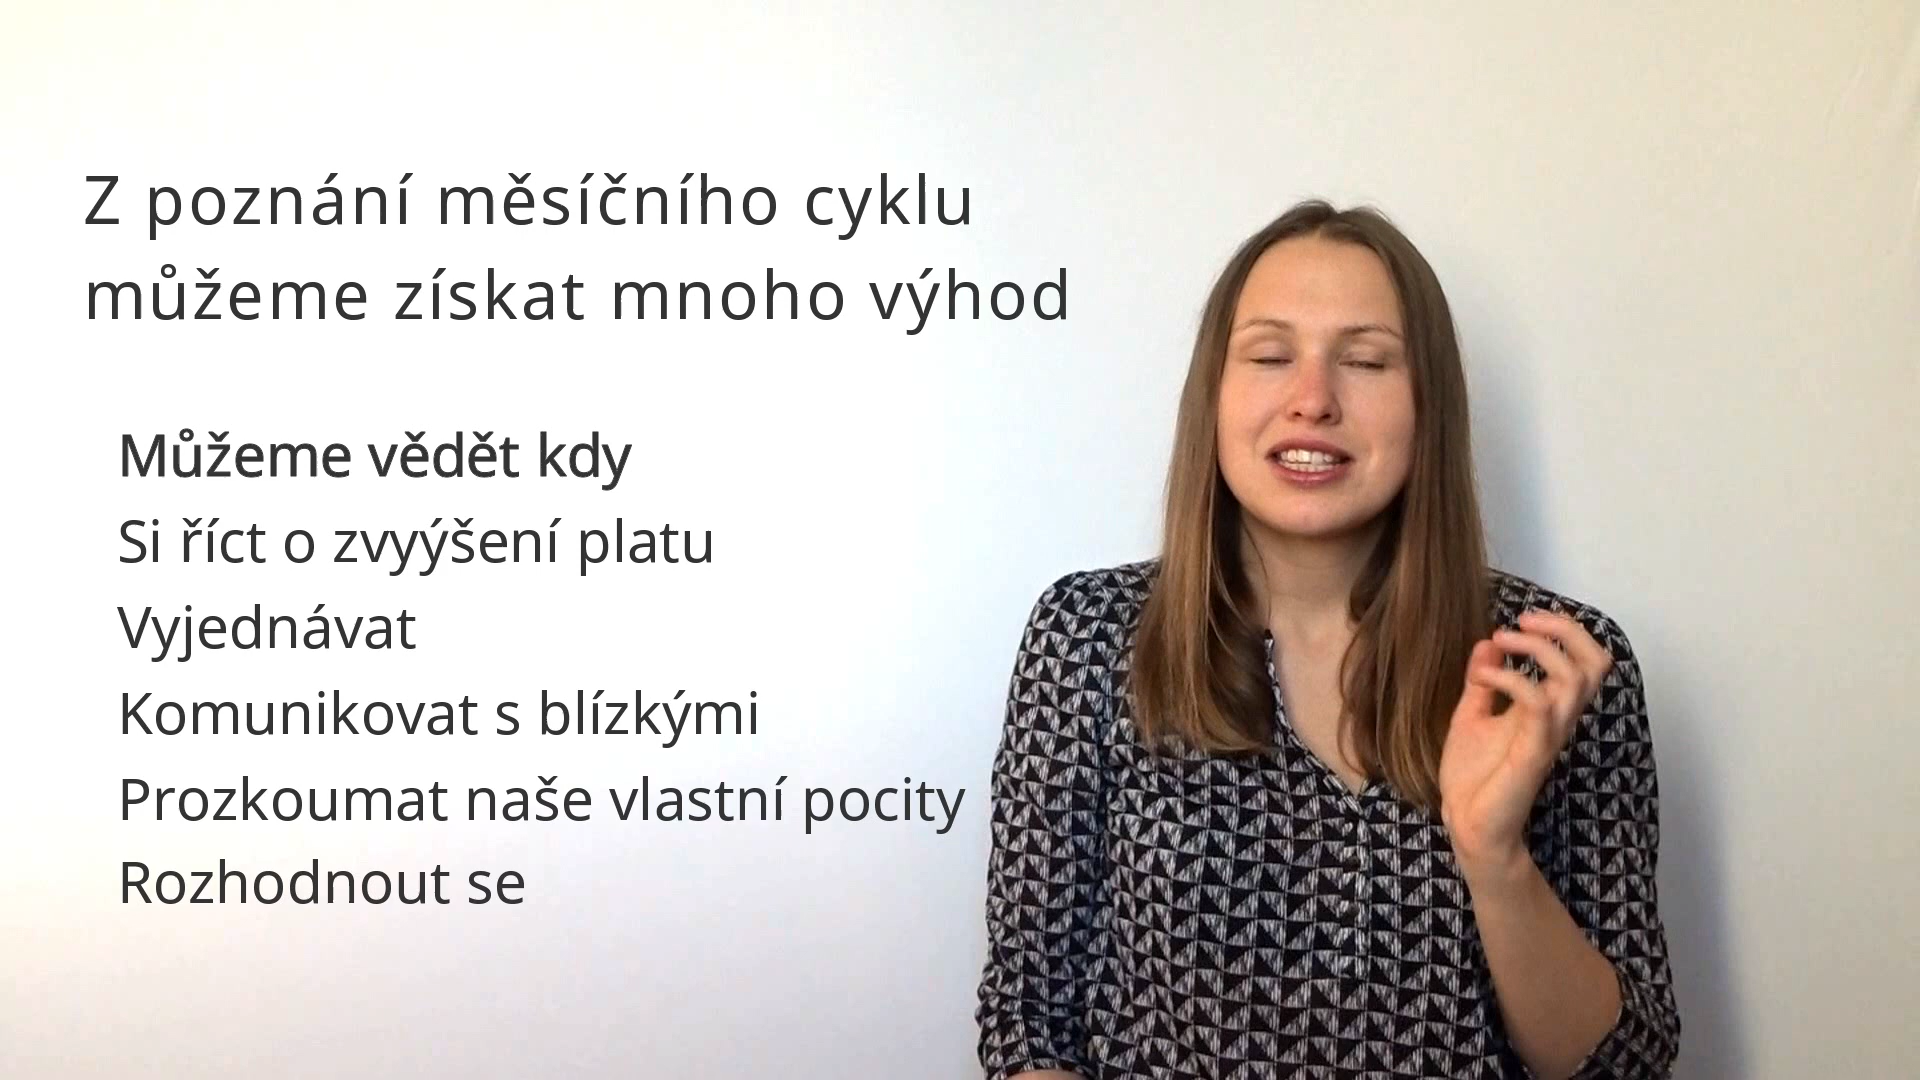 Z poznání měsíčního cyklu
můžeme získat mnoho výhod
Můžeme vědět kdy
Si říct o zvyýšení platu
Vyjednávat
Komunikovat s blízkými
Prozkoumat naše vlastní pocity
Rozhodnout se